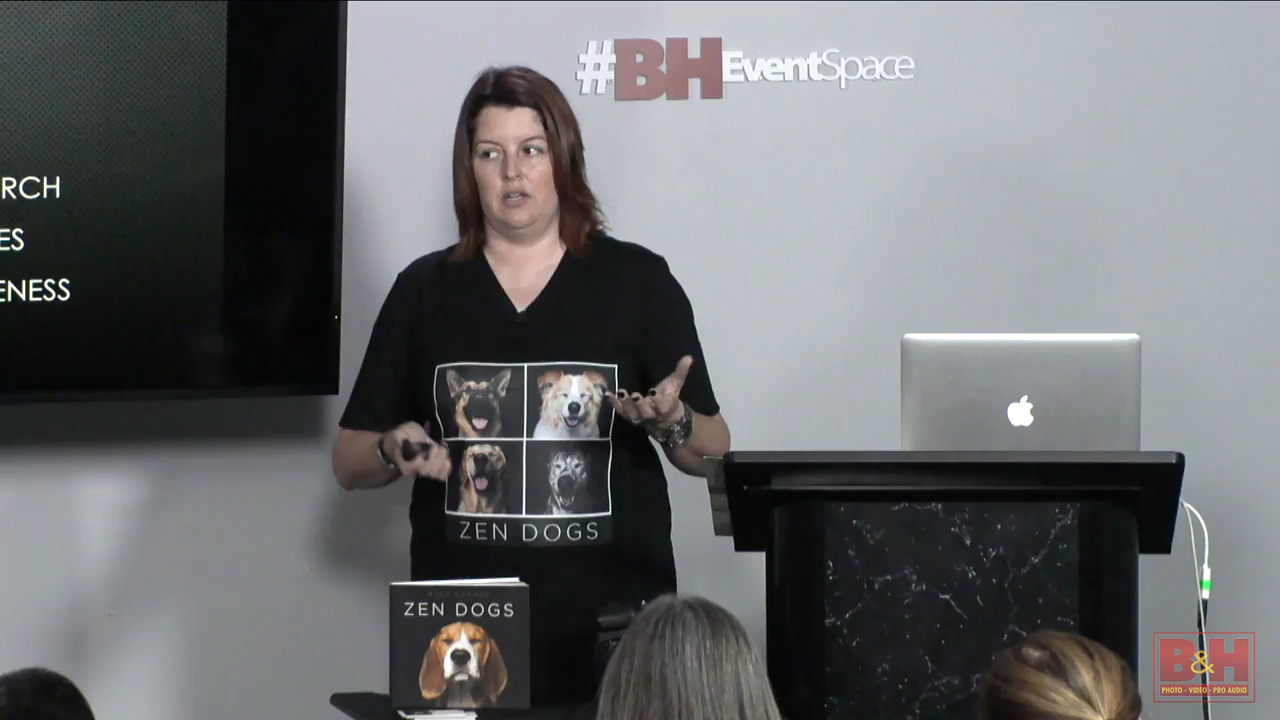 #BHEventSpace
RCH
ES
ENESS
ZEN DOGS
ZEN DOGS
B&H
PHOTO - VIDEO - PRO AUDIO